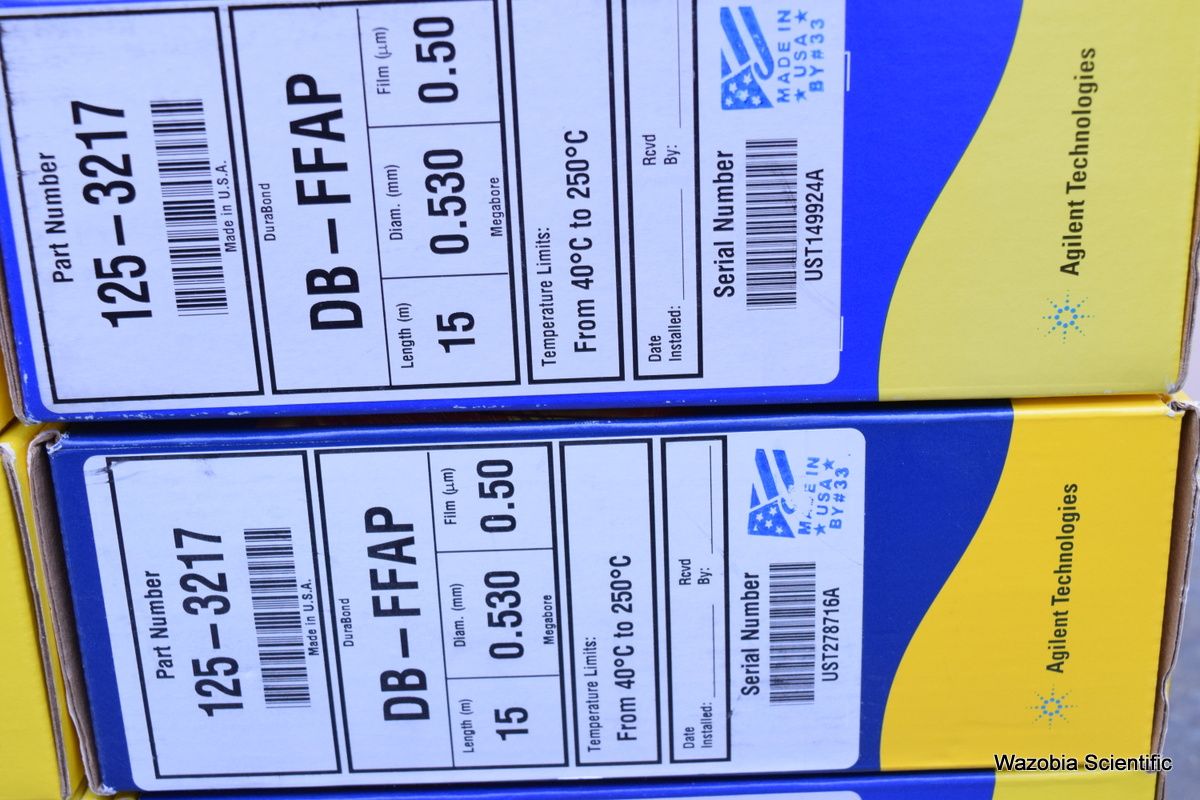 Part Number
125-3217
Made in U.S.A.
DuraBond
DB-FFAP
Length (m) Diam. (mm) Film (μm)
15 0.530 0.50
Megabore
Temperature Limits:
From 40°C to 250°C
Date Rcvd
Installed: By:
Serial Number
UST149924A
MADE IN
★ USA ★
BY#33
Agilent Technologies
Part Number
125-3217
Made in U.S.A.
DuraBond
DB-FFAP
Length (m) Diam. (mm) Film (μm)
15 0.530 0.50
Megabore
Temperature Limits:
From 40°C to 250°C
Date Rcvd
Installed: By:
Serial Number
UST278716A
MADE IN
★ USA ★
BY#33
Agilent Technologies
Wazobia Scientific